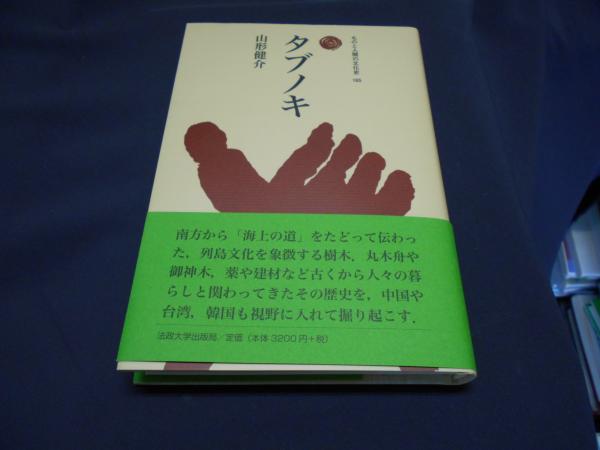 ものと人間の文化史 165
タブノキ
山形健介
南方から「海上の道」をたどって伝わっ
た，列島文化を象徴する樹木．丸木舟や
御神木，薬や建材など古くから人々の暮
らしと関わってきたその歴史を，中国や
台湾，韓国も視野に入れて掘り起こす．
法政大学出版局／定価（本体3200円＋税）